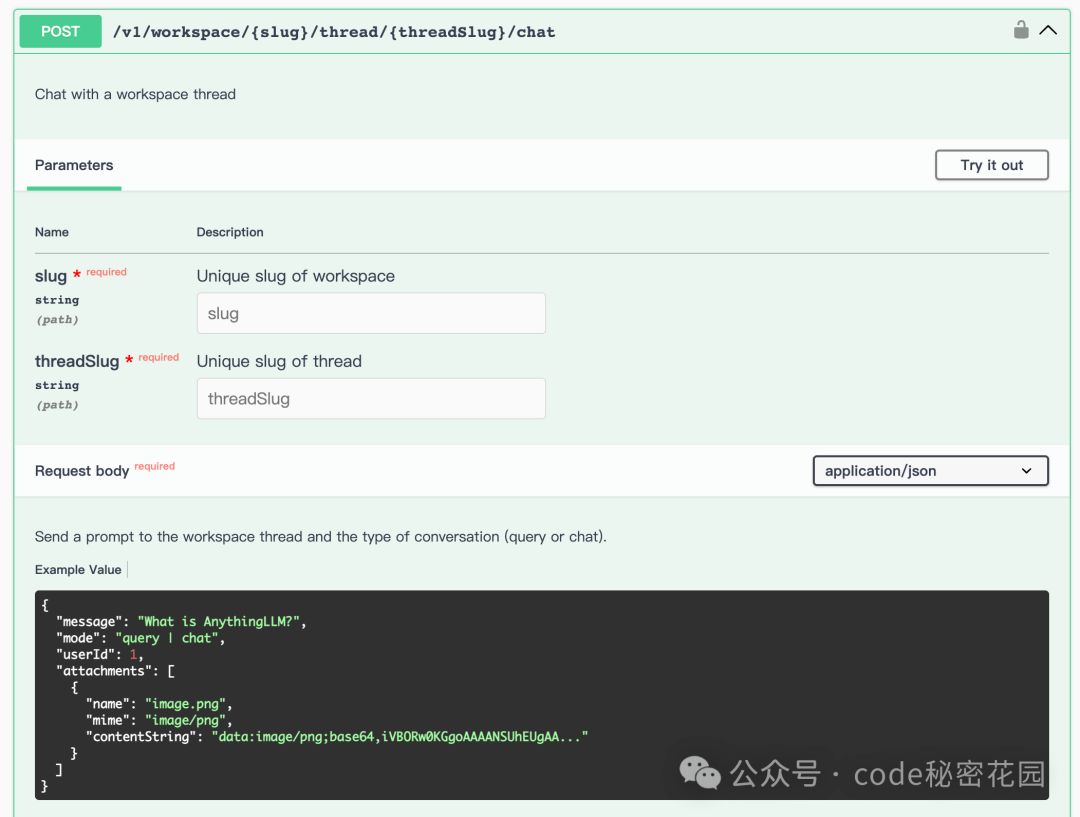 POST /v1/workspace/{slug}/thread/{threadSlug}/chat
Chat with a workspace thread
Parameters
Try it out
Name Description
slug * required Unique slug of workspace
string
(path)
slug
threadSlug * required Unique slug of thread
string
(path)
threadSlug
Request body required
application/json
Send a prompt to the workspace thread and the type of conversation (query or chat).
Example Value
{
  "message": "What is AnythingLLM?",
  "mode": "query | chat",
  "userId": 1,
  "attachments": [
    {
      "name": "image.png",
      "mime": "image/png",
      "contentString": "data:image/png;base64,iVBORw0KGgoAAAANSUhEUgAA..."
    }
  ]
}
公众号 · code秘密花园